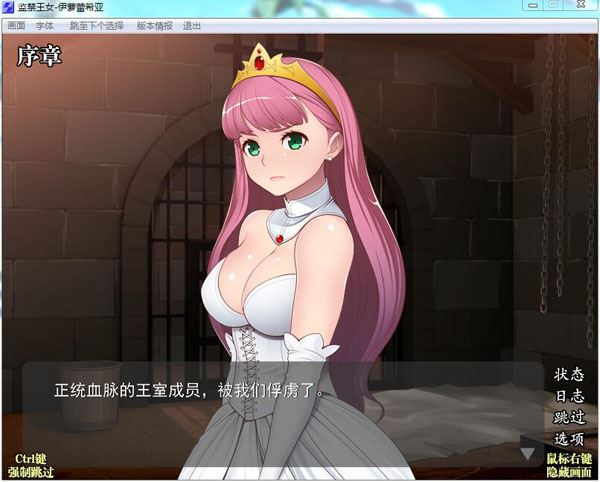 监禁王女-伊萝蕾希亚
画面 字体 跳至下个选择 版本情报 退出
序章
正统血脉的王室成员，被我们俘虏了。
状态
日志
跳过
选项
Ctrl键
强制跳过
鼠标右键
隐藏画面